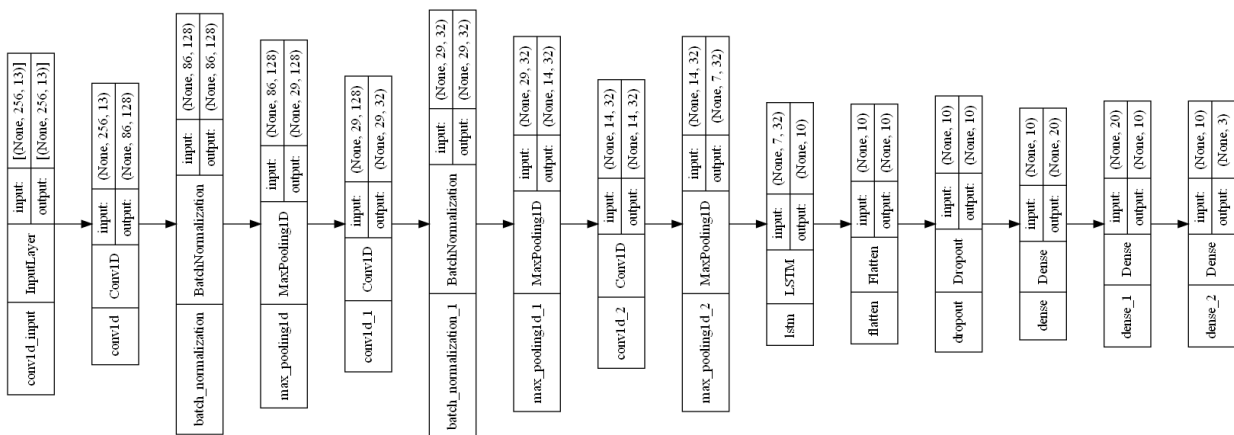 conv1d_input InputLayer input: [(None, 256, 13)]
output: [(None, 256, 13)]
conv1d Conv1D input: (None, 256, 13)
output: (None, 86, 128)
batch_normalization BatchNormalization input: (None, 86, 128)
output: (None, 86, 128)
max_pooling1d MaxPooling1D input: (None, 86, 128)
output: (None, 29, 128)
conv1d_1 Conv1D input: (None, 29, 128)
output: (None, 29, 32)
batch_normalization_1 BatchNormalization input: (None, 29, 32)
output: (None, 29, 32)
max_pooling1d_1 MaxPooling1D input: (None, 29, 32)
output: (None, 14, 32)
conv1d_2 Conv1D input: (None, 14, 32)
output: (None, 14, 32)
max_pooling1d_2 MaxPooling1D input: (None, 14, 32)
output: (None, 7, 32)
lstm LSTM input: (None, 7, 32)
output: (None, 10)
flatten Flatten input: (None, 10)
output: (None, 10)
dropout Dropout input: (None, 10)
output: (None, 10)
dense Dense input: (None, 10)
output: (None, 20)
dense_1 Dense input: (None, 20)
output: (None, 10)
dense_2 Dense input: (None, 10)
output: (None, 3)